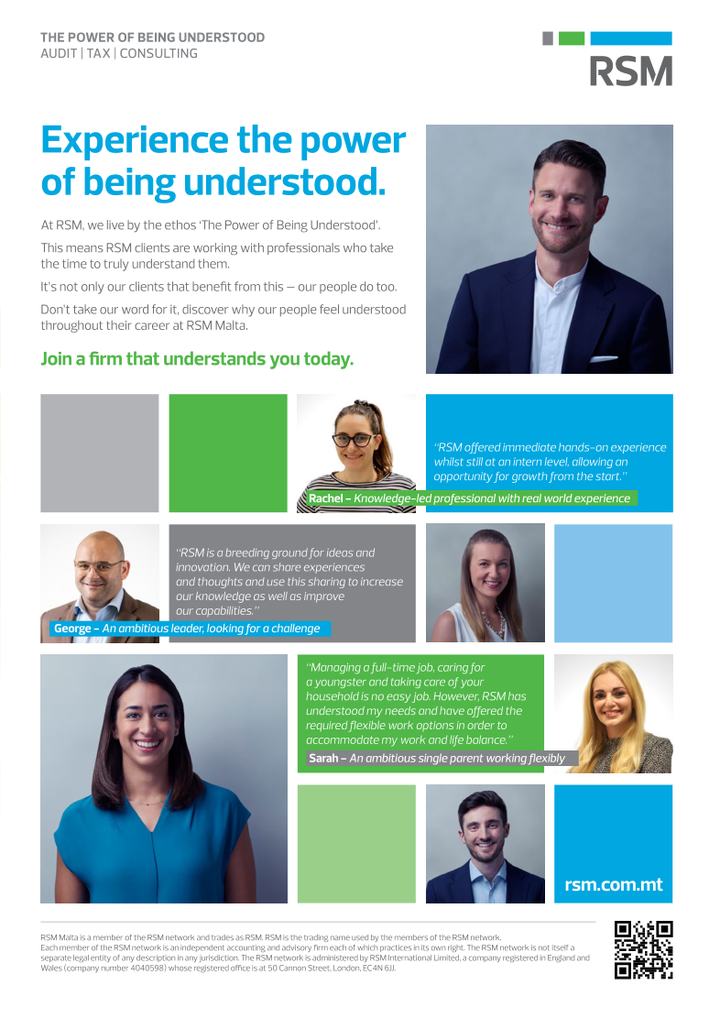 THE POWER OF BEING UNDERSTOOD
AUDIT | TAX | CONSULTING
RSM
Experience the power
of being understood.
At RSM, we live by the ethos ‘The Power of Being Understood’.
This means RSM clients are working with professionals who take
the time to truly understand them.
It’s not only our clients that benefit from this – our people do too.
Don’t take our word for it, discover why our people feel understood
throughout their career at RSM Malta.
Join a firm that understands you today.
“RSM offered immediate hands-on experience
whilst still at an intern level, allowing an
opportunity for growth from the start.”
Rachel – Knowledge-led professional with real world experience
“RSM is a breeding ground for ideas and
innovation. We can share experiences
and thoughts and use this sharing to increase
our knowledge as well as improve
our capabilities.”
George – An ambitious leader, looking for a challenge
“Managing a full-time job, caring for
a youngster and taking care of your
household is no easy job. However, RSM has
understood my needs and have offered the
required flexible work options in order to
accommodate my work and life balance.”
Sarah – An ambitious single parent working flexibly
rsm.com.mt
RSM Malta is a member of the RSM network and trades as RSM. RSM is the trading name used by the members of the RSM network.
Each member of the RSM network is an independent accounting and advisory firm each of which practices in its own right. The RSM network is not itself a
separate legal entity of any description in any jurisdiction. The RSM network is administered by RSM International Limited, a company registered in England and
Wales (company number 4040598) whose registered office is at 50 Cannon Street, London, EC4N 6JJ.